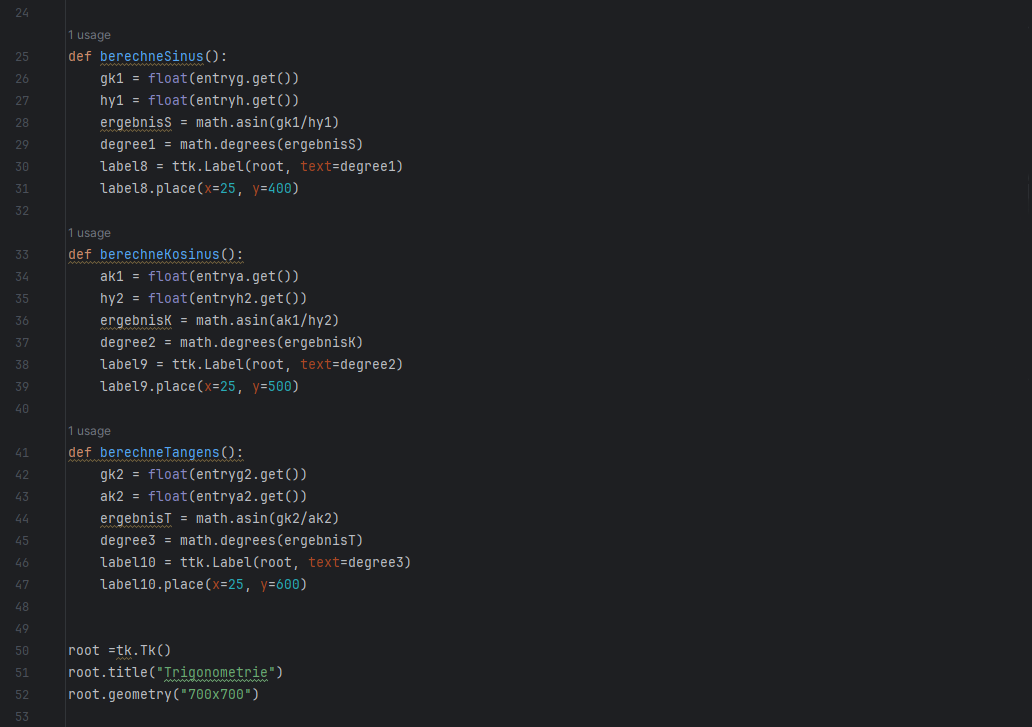 24
1 usage
25 def berechneSinus():
26     gk1 = float(entryg.get())
27     hy1 = float(entryh.get())
28     ergebnisS = math.asin(gk1/hy1)
29     degree1 = math.degrees(ergebnisS)
30     label8 = ttk.Label(root, text=degree1)
31     label8.place(x=25, y=400)
32
1 usage
33 def berechneKosinus():
34     ak1 = float(entrya.get())
35     hy2 = float(entryh2.get())
36     ergebnisK = math.asin(ak1/hy2)
37     degree2 = math.degrees(ergebnisK)
38     label9 = ttk.Label(root, text=degree2)
39     label9.place(x=25, y=500)
40
1 usage
41 def berechneTangens():
42     gk2 = float(entryg2.get())
43     ak2 = float(entrya2.get())
44     ergebnisT = math.asin(gk2/ak2)
45     degree3 = math.degrees(ergebnisT)
46     label10 = ttk.Label(root, text=degree3)
47     label10.place(x=25, y=600)
48
49
50 root =tk.Tk()
51 root.title("Trigonometrie")
52 root.geometry("700x700")
53